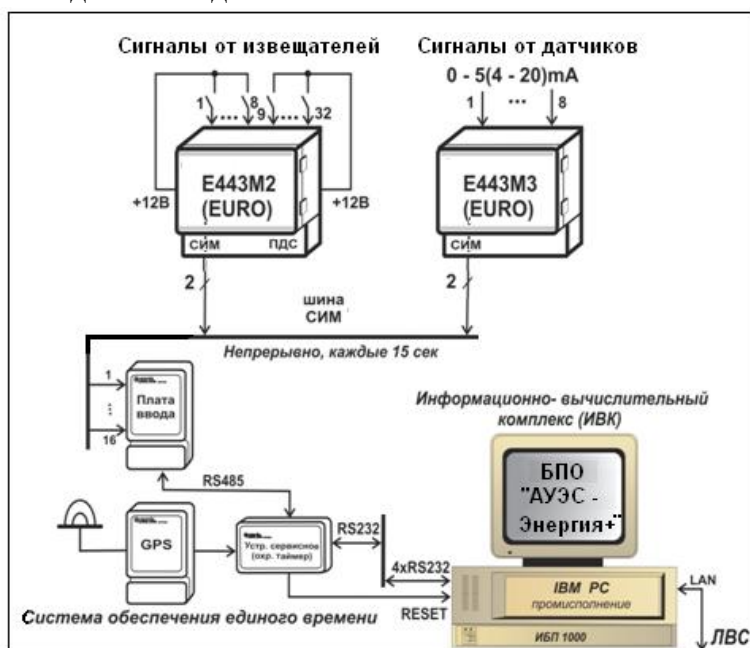 Сигналы от извещателей
Сигналы от датчиков
0 - 5(4 - 20)mA
1 ... 8 9 ... 32
1 ... 8
E443M2
(EURO)
E443M3
(EURO)
+12В
+12В
СИМ ПДС
СИМ
2
2
шина
СИМ
Непрерывно, каждые 15 сек
1
...
16
Плата
ввода
Информационно- вычислительный
комплекс (ИВК)
БПО
"АУЭС -
Энергия+"
RS485
GPS
Устр. сервисное
(охр. таймер)
RS232
4xRS232
RESET
IBM PC
промисполнение
ИБП 1000
LAN
ЛВС
Система обеспечения единого времени